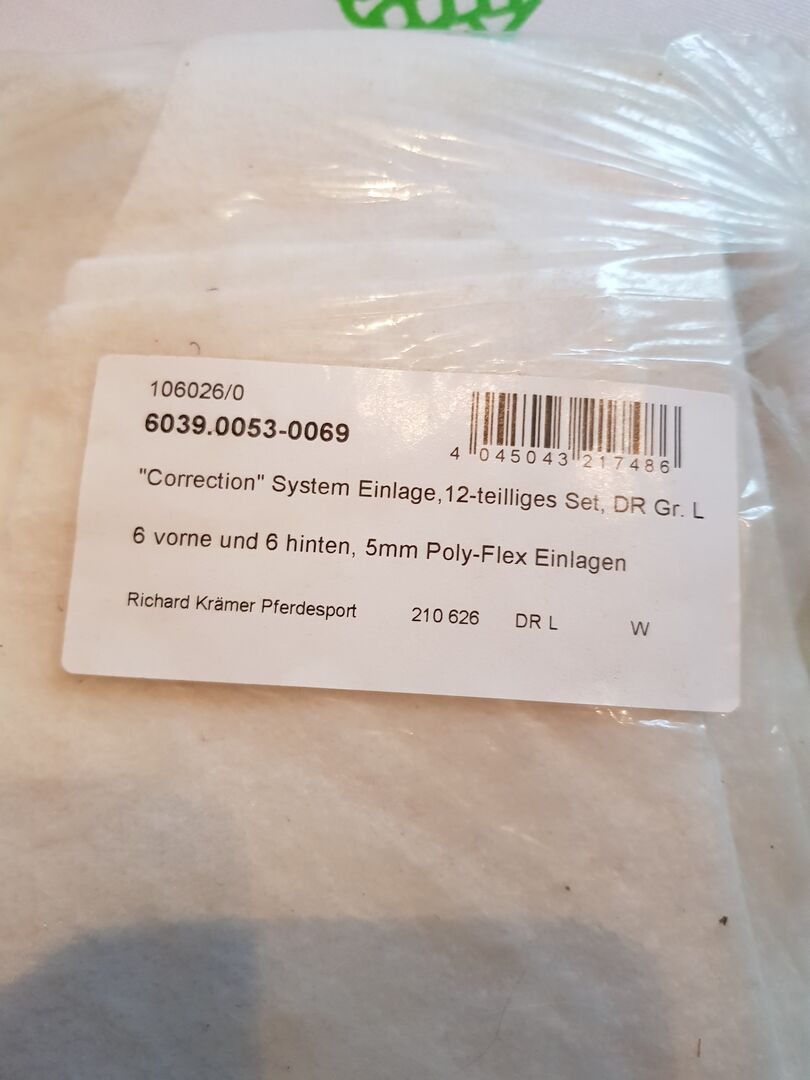 106026/0
6039.0053-0069
4 045043 217486
"Correction" System Einlage,12-teilliges Set, DR Gr. L
6 vorne und 6 hinten, 5mm Poly-Flex Einlagen
Richard Krämer Pferdesport 210 626 DR L W